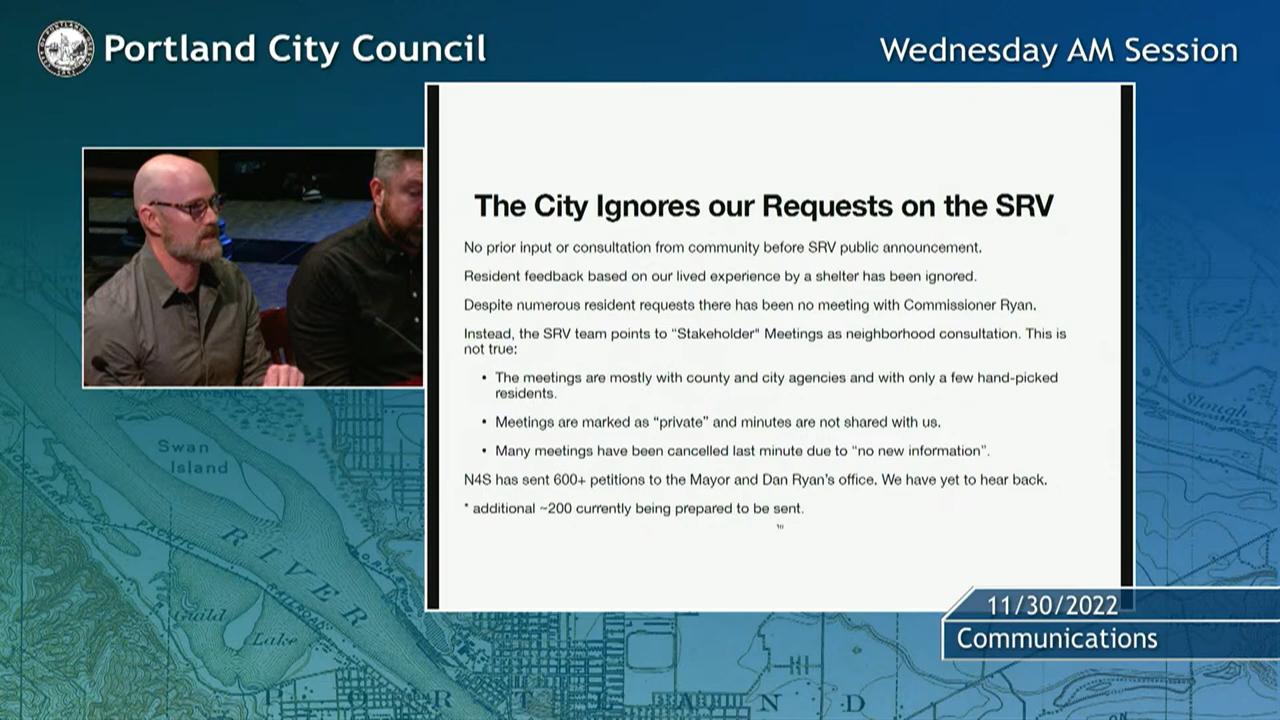 Portland City Council
Wednesday AM Session
The City Ignores our Requests on the SRV
No prior input or consultation from community before SRV public announcement.
Resident feedback based on our lived experience by a shelter has been ignored.
Despite numerous resident requests there has been no meeting with Commissioner Ryan.
Instead, the SRV team points to "Stakeholder" Meetings as neighborhood consultation. This is
not true:
• The meetings are mostly with county and city agencies and with only a few hand-picked
residents.
• Meetings are marked as "private" and minutes are not shared with us.
• Many meetings have been cancelled last minute due to "no new information".
N4S has sent 600+ petitions to the Mayor and Dan Ryan's office. We have yet to hear back.
* additional ~200 currently being prepared to be sent.
11/30/2022
Communications
Swan
Island
Slough
RIVER
PACIFIC
RAILROAD
Guild
Lake